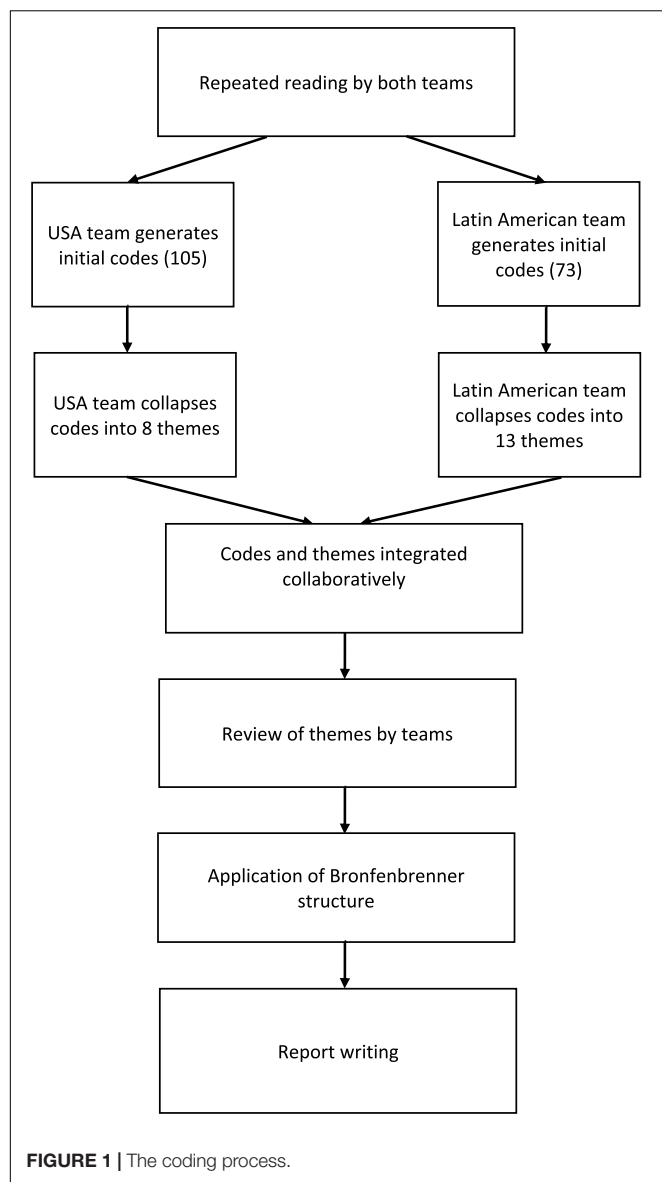 Repeated reading by both teams
USA team generates
initial codes (105)
Latin American team
generates initial
codes (73)
USA team collapses
codes into 8 themes
Latin American team
collapses codes into
13 themes
Codes and themes integrated
collaboratively
Review of themes by teams
Application of Bronfenbrenner
structure
Report writing
FIGURE 1 | The coding process.